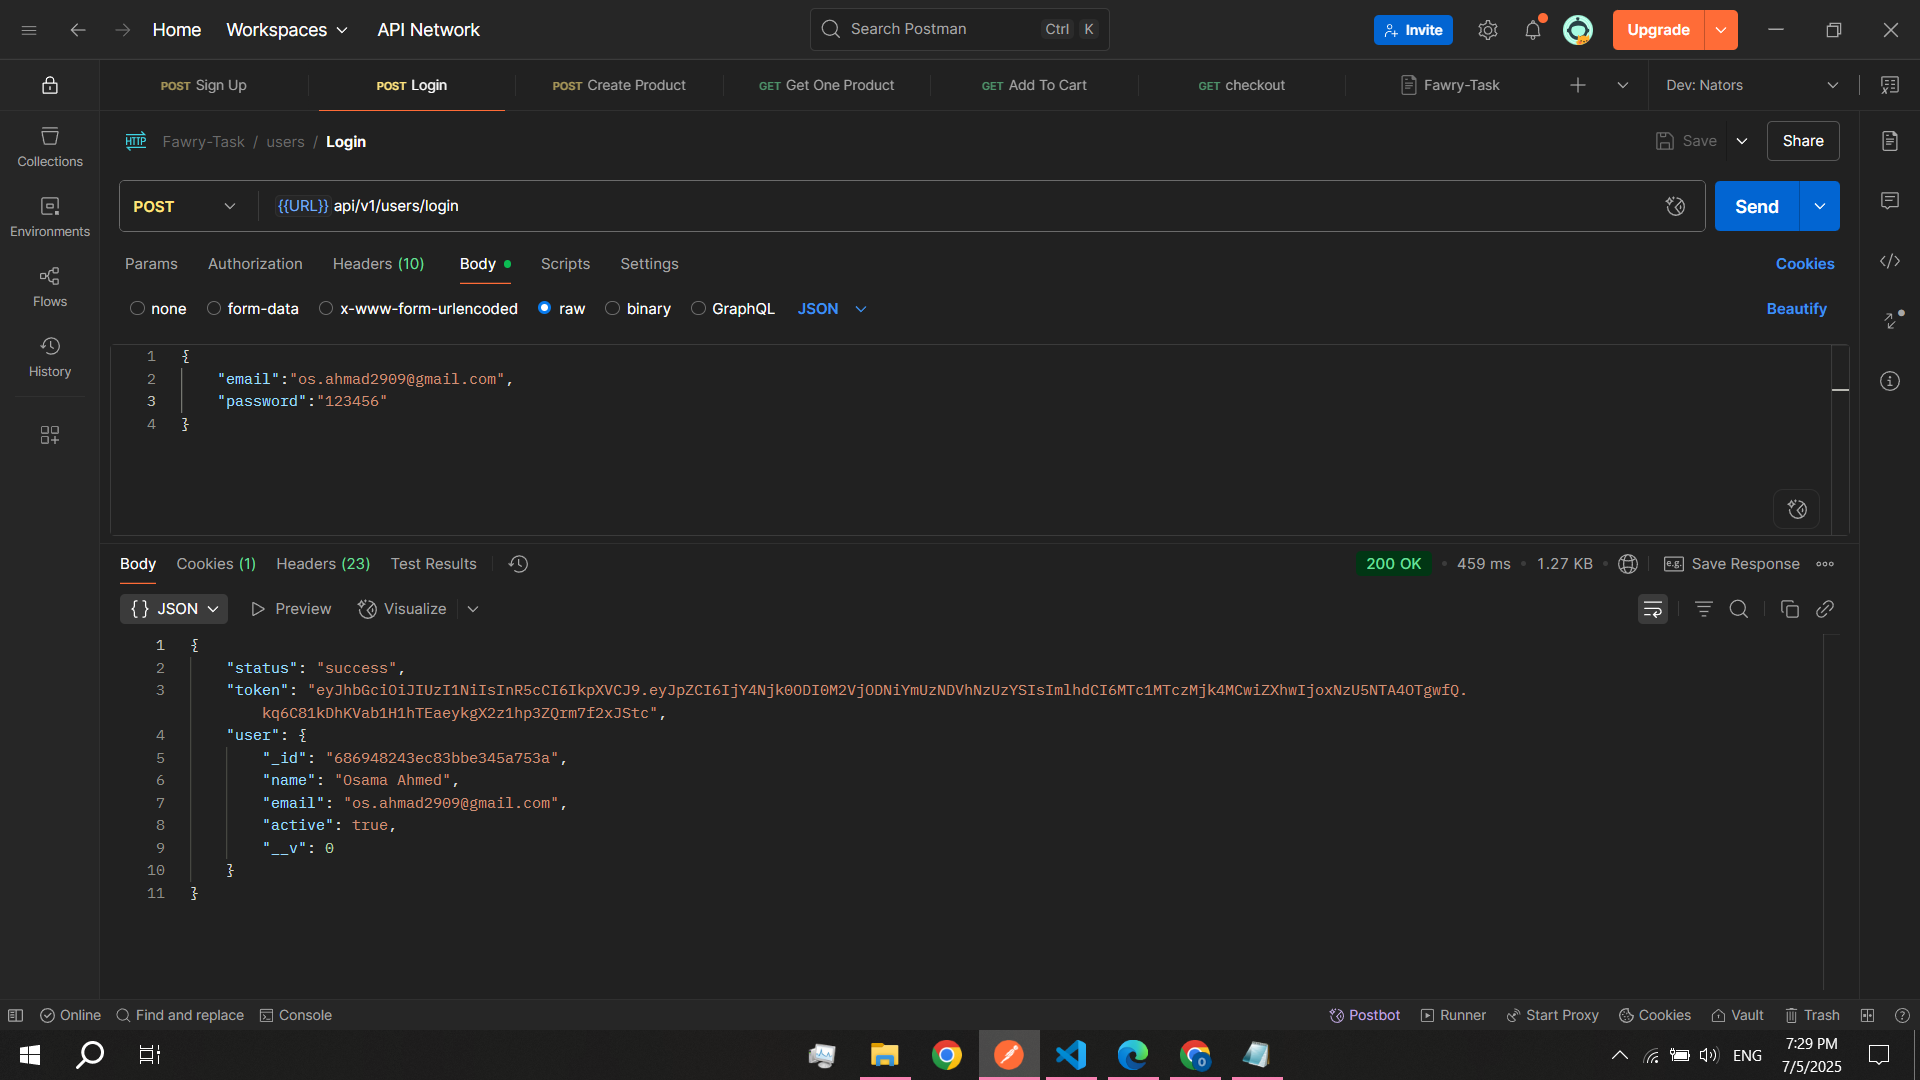 Home Workspaces API Network Search Postman Ctrl K Invite Upgrade
POST Sign Up POST Login POST Create Product GET Get One Product GET Add To Cart GET checkout Fawry-Task Dev: Nators
HTTP Fawry-Task / users / Login Save Share
Collections
POST {{URL}} api/v1/users/login Send
Environments
Params Authorization Headers (10) Body Scripts Settings Cookies
Flows
none form-data x-www-form-urlencoded raw binary GraphQL JSON Beautify
History
1 {
2 "email":"os.ahmad2909@gmail.com",
3 "password":"123456"
4 }
Body Cookies (1) Headers (23) Test Results 200 OK • 459 ms • 1.27 KB • e.g. Save Response
{} JSON Preview Visualize
1 {
2 "status": "success",
3 "token": "eyJhbGciOiJIUzI1NiIsInR5cCI6IkpXVCJ9.eyJpZCI6IjY4Njk0ODI0M2VjODNiYmUzNDVhNzUzYSIsImlhdCI6MTc1MTczMjk4MCwiZXhwIjoxNzU5NTA4OTgwfQ.
kq6C81kDhKVab1H1hTEaeykgX2z1hp3ZQrm7f2xJStc",
4 "user": {
5 "_id": "686948243ec83bbe345a753a",
6 "name": "Osama Ahmed",
7 "email": "os.ahmad2909@gmail.com",
8 "active": true,
9 "__v": 0
10 }
11 }
Online Find and replace Console Postbot Runner Start Proxy Cookies Vault Trash
ENG 7:29 PM
7/5/2025